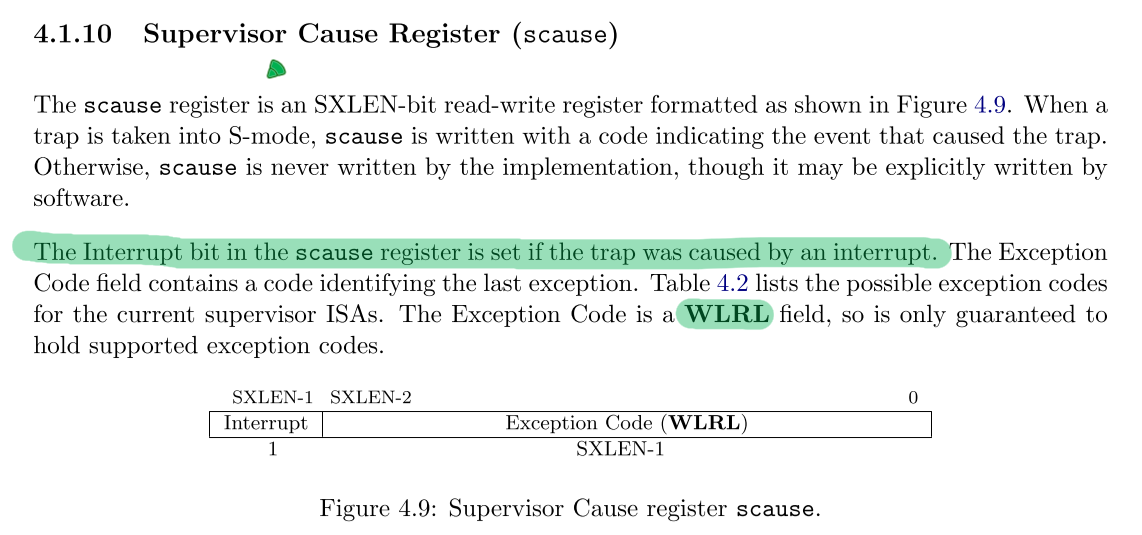 4.1.10 Supervisor Cause Register (scause)
The scause register is an SXLEN-bit read-write register formatted as shown in Figure 4.9. When a
trap is taken into S-mode, scause is written with a code indicating the event that caused the trap.
Otherwise, scause is never written by the implementation, though it may be explicitly written by
software.
The Interrupt bit in the scause register is set if the trap was caused by an interrupt. The Exception
Code field contains a code identifying the last exception. Table 4.2 lists the possible exception codes
for the current supervisor ISAs. The Exception Code is a WLRL field, so is only guaranteed to
hold supported exception codes.
SXLEN-1 SXLEN-2 0
Interrupt Exception Code (WLRL)
1 SXLEN-1
Figure 4.9: Supervisor Cause register scause.